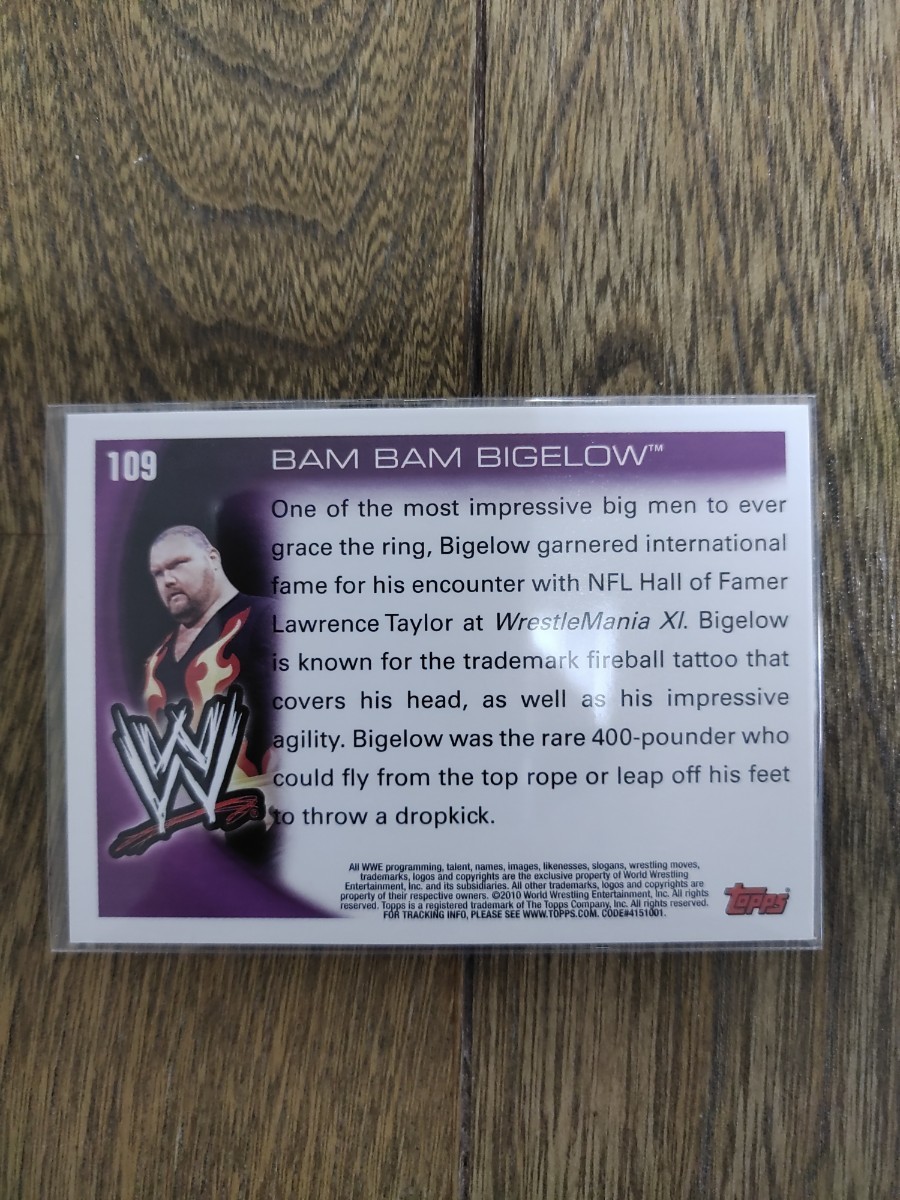 109
BAM BAM BIGELOW™
One of the most impressive big men to ever
grace the ring, Bigelow garnered international
fame for his encounter with NFL Hall of Famer
Lawrence Taylor at WrestleMania XI. Bigelow
is known for the trademark fireball tattoo that
covers his head, as well as his impressive
agility. Bigelow was the rare 400-pounder who
could fly from the top rope or leap off his feet
to throw a dropkick.
W
All WWE programming, talent, names, images, likenesses, slogans, wrestling moves,
trademarks, logos and copyrights are the exclusive property of World Wrestling
Entertainment, Inc. and its subsidiaries. All other trademarks, logos and copyrights are
property of their respective owners. ©2010 World Wrestling Entertainment, Inc. All rights
reserved. Topps is a registered trademark of The Topps Company, Inc. All rights reserved.
FOR TRACKING INFO, PLEASE SEE WWW.TOPPS.COM. CODE#4151001.
Topps®